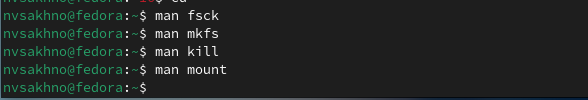 nvsakhno@fedora:~$ man fsck
nvsakhno@fedora:~$ man mkfs
nvsakhno@fedora:~$ man kill
nvsakhno@fedora:~$ man mount
nvsakhno@fedora:~$